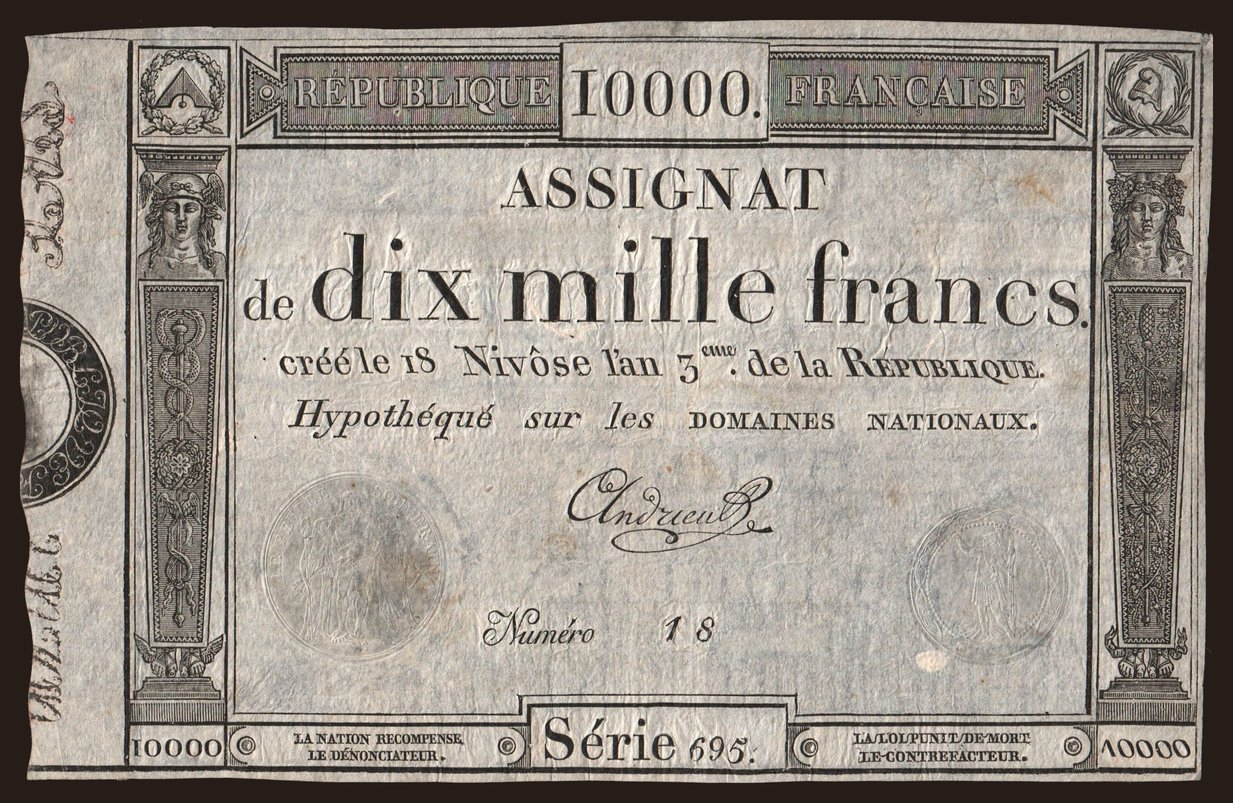 RÉPUBLIQUE 10000. FRANÇAISE
ASSIGNAT
de dix mille francs.
créé le 18 Nivôse l'an 3eme. de la RÉPUBLIQUE.
Hypothéqué sur les DOMAINES NATIONAUX.
Andrieux
Numéro 18
10000
LA NATION RECOMPENSE
LE DÉNONCIATEUR.
Série 695.
LA LOI PUNIT DE MORT
LE CONTREFACTEUR.
10000